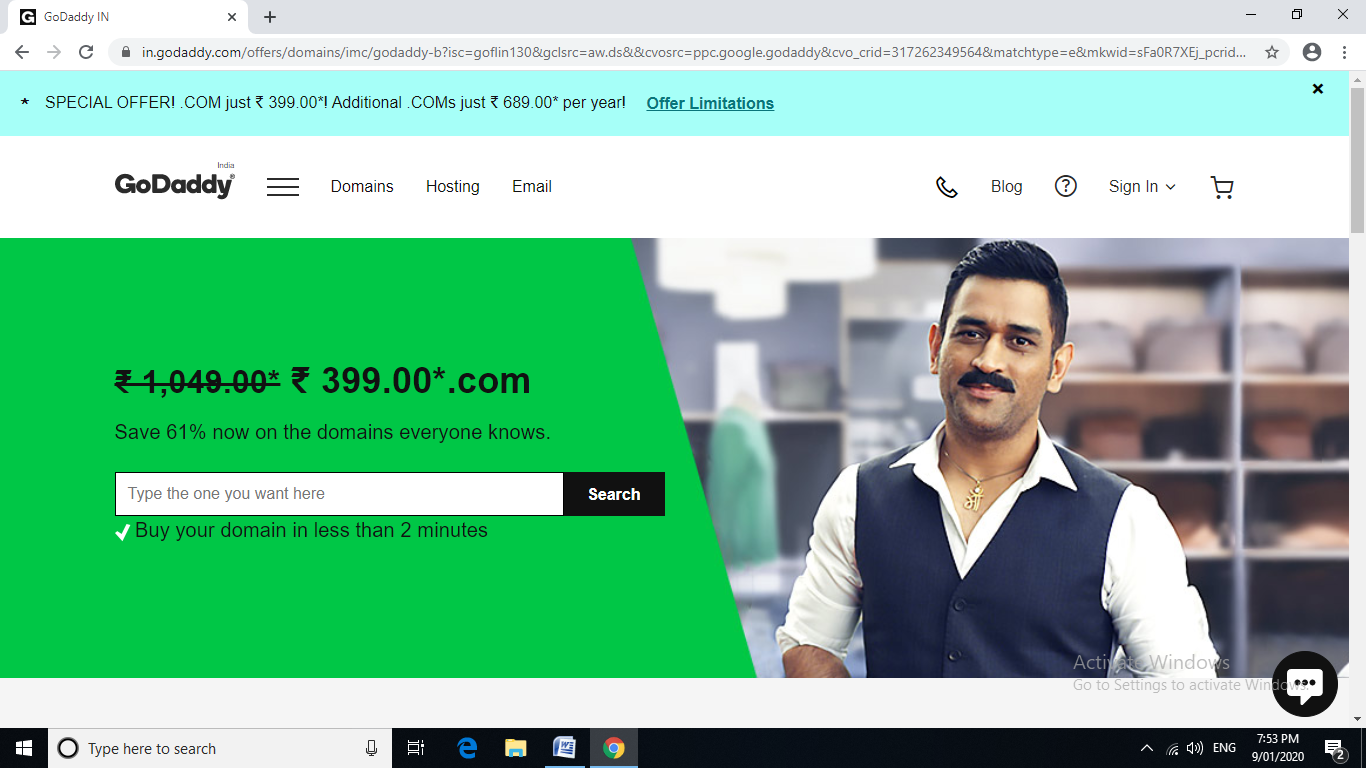 GoDaddy IN
in.godaddy.com/offers/domains/imc/godaddy-b?isc=goflin130&gclsrc=aw.ds&&cvosrc=ppc.google.godaddy&cvo_crid=317262349564&matchtype=e&mkwid=sFa0R7XEj_pcrid...
* SPECIAL OFFER! .COM just ₹ 399.00*! Additional .COMs just ₹ 689.00* per year! Offer Limitations
India
GoDaddy® Domains Hosting Email Blog Sign In
₹ 1,049.00* ₹ 399.00*.com
Save 61% now on the domains everyone knows.
Type the one you want here Search
Buy your domain in less than 2 minutes
श्री
Activate Windows
Go to Settings to activate Windows.
Type here to search
ENG
7:53 PM
9/01/2020
2